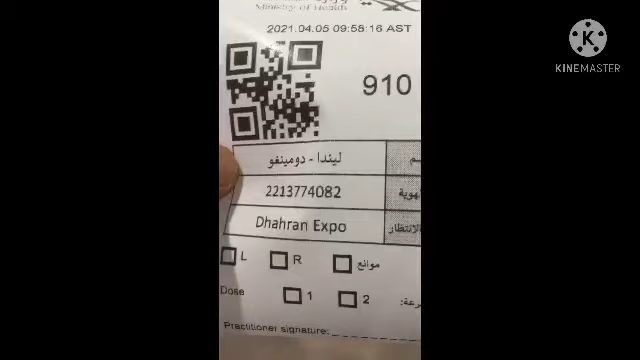 Ministry of Health
2021.04.05 09:58:16 AST
KINEMASTER
910
ليندا - دومينغو
2213774082
Dhahran Expo
L R موانع
Dose 1 2
Practitioner signature: